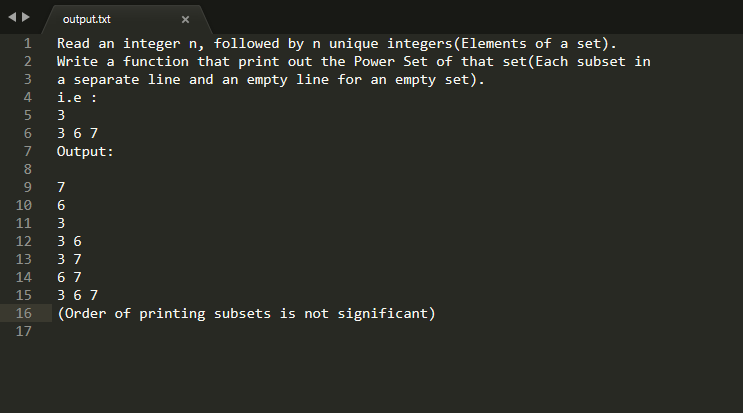 output.txt
1 Read an integer n, followed by n unique integers(Elements of a set).
2 Write a function that print out the Power Set of that set(Each subset in
3 a separate line and an empty line for an empty set).
4 i.e :
5 3
6 3 6 7
7 Output:
8
9 7
10 6
11 3
12 3 6
13 3 7
14 6 7
15 3 6 7
16 (Order of printing subsets is not significant)
17